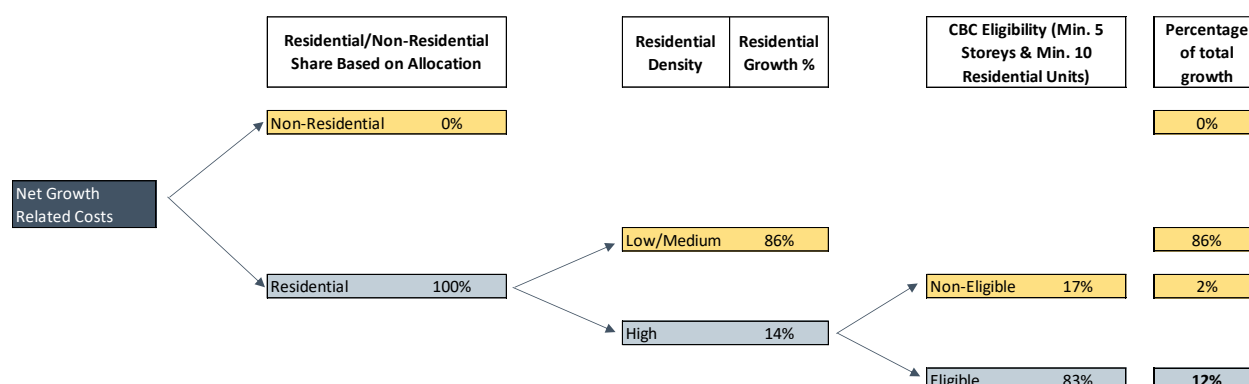 Residential/Non-Residential
Share Based on Allocation
Residential
Density
Residential
Growth %
CBC Eligibility (Min. 5
Storeys & Min. 10
Residential Units)
Percentage
of total
growth
Non-Residential 0%
0%
Net Growth
Related Costs
Low/Medium 86%
86%
Residential 100%
Non-Eligible 17%
2%
High 14%
Eligible 83%
12%